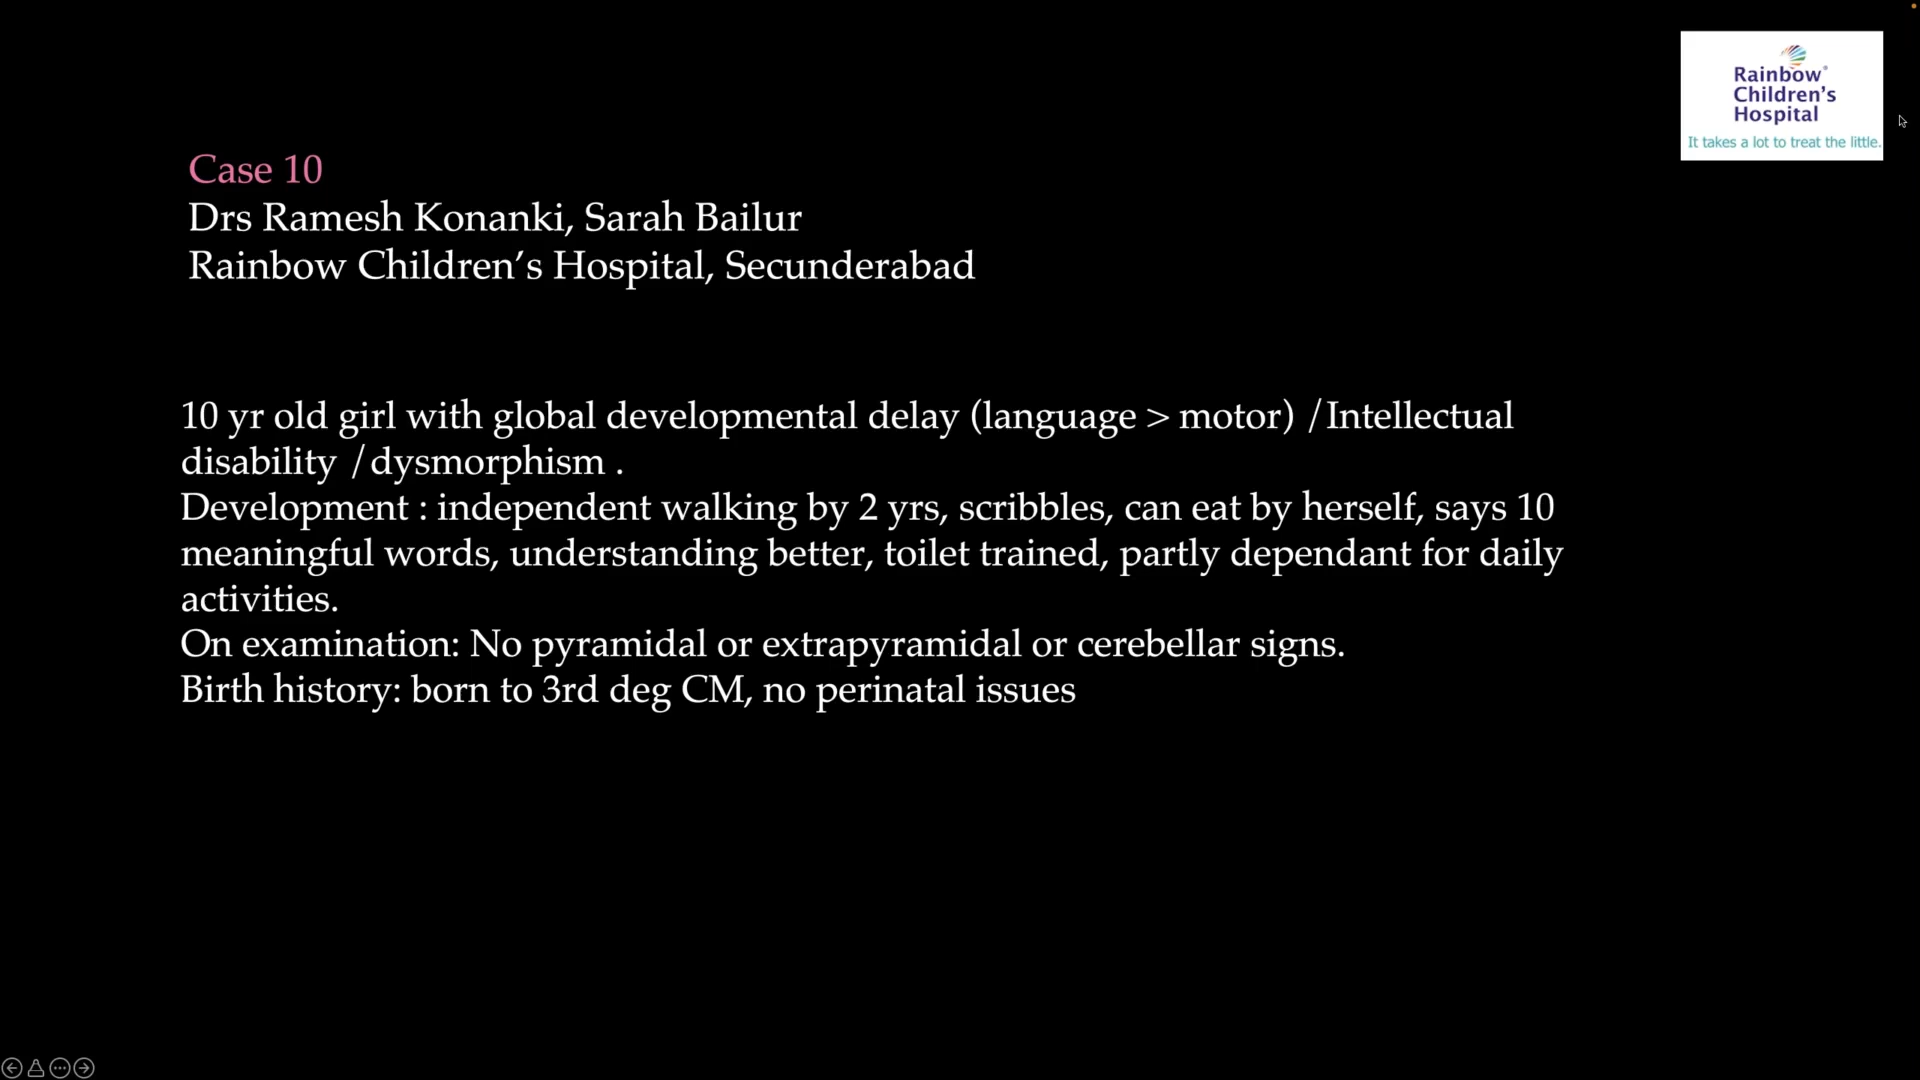 Rainbow®
Children's
Hospital
It takes a lot to treat the little.
Case 10
Drs Ramesh Konanki, Sarah Bailur
Rainbow Children’s Hospital, Secunderabad
10 yr old girl with global developmental delay (language > motor) /Intellectual
disability /dysmorphism .
Development : independent walking by 2 yrs, scribbles, can eat by herself, says 10
meaningful words, understanding better, toilet trained, partly dependant for daily
activities.
On examination: No pyramidal or extrapyramidal or cerebellar signs.
Birth history: born to 3rd deg CM, no perinatal issues